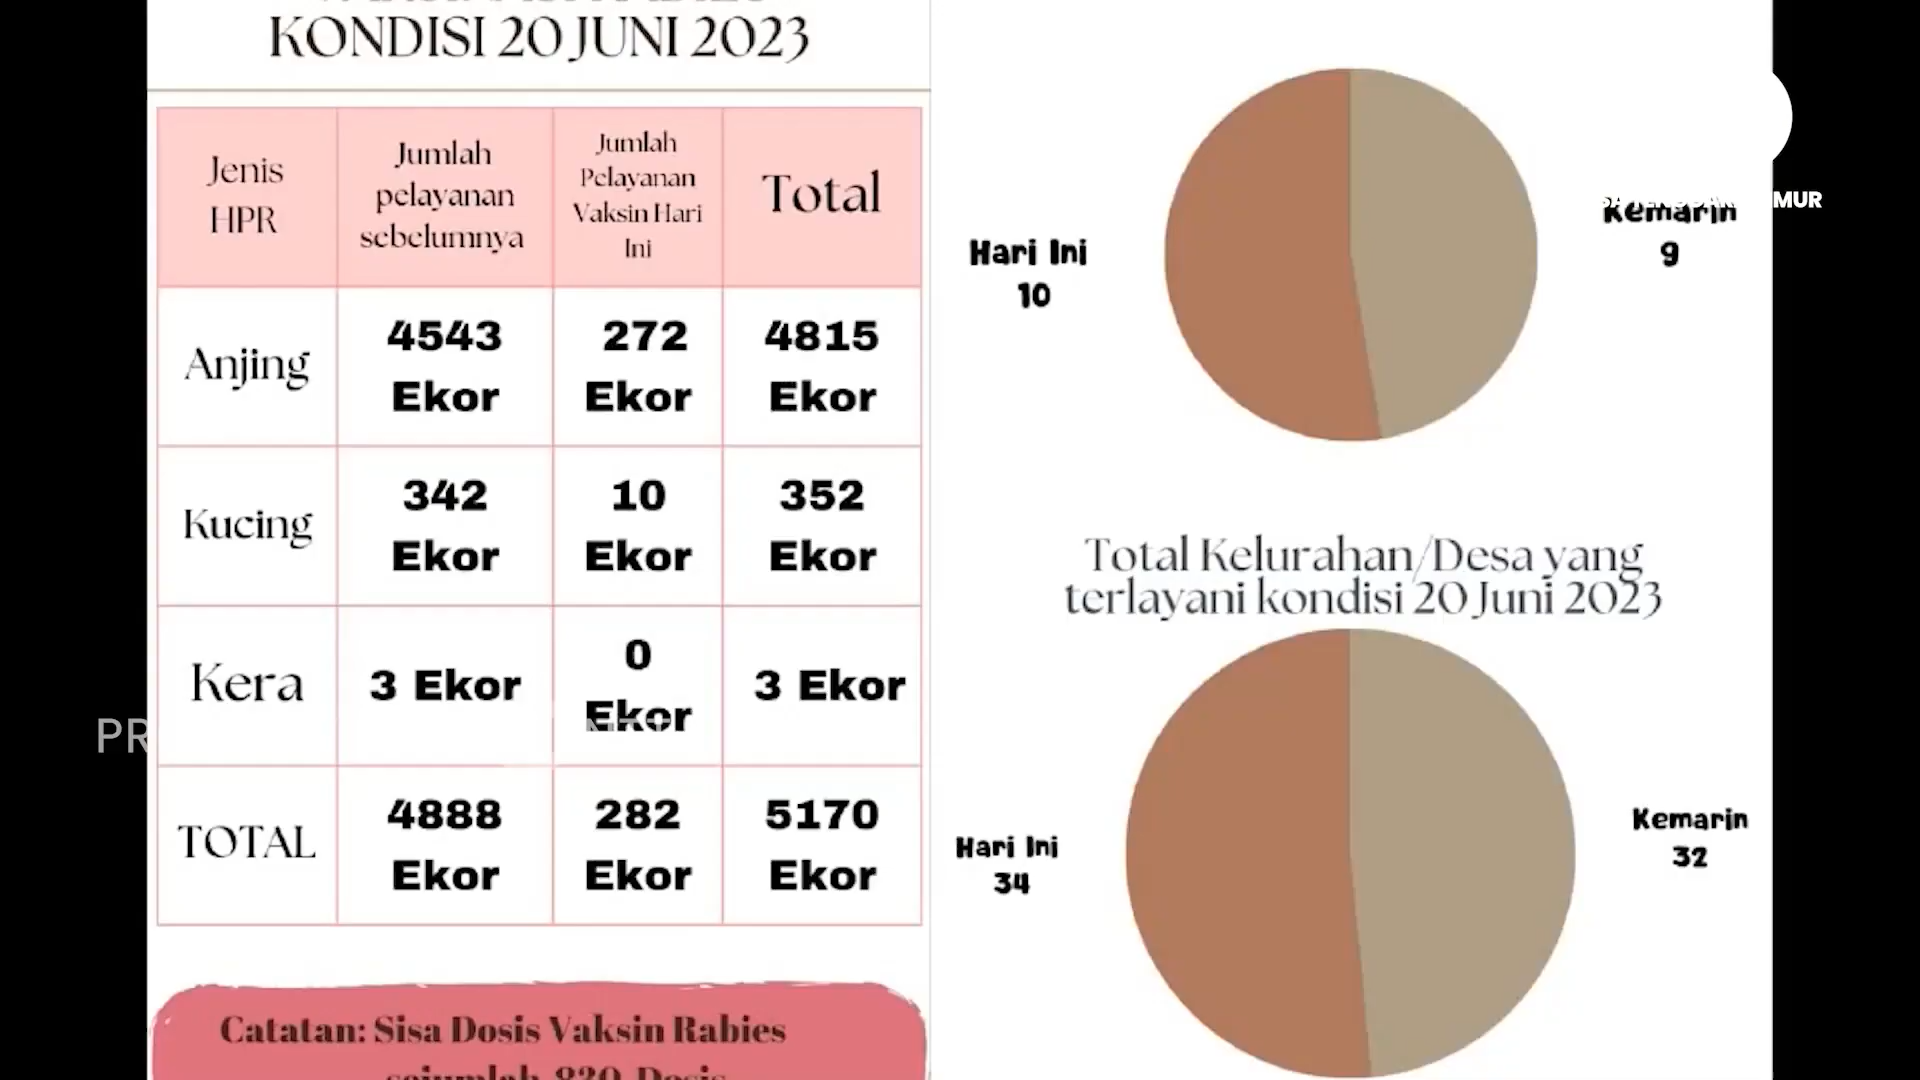 KONDISI 20 JUNI 2023
Jenis
HPR
Jumlah
pelayanan
sebelumnya
Jumlah
Pelayanan
Vaksin Hari
Ini
Total
Anjing
4543
Ekor
272
Ekor
4815
Ekor
Kucing
342
Ekor
10
Ekor
352
Ekor
Kera
3 Ekor
0
Ekor
3 Ekor
TOTAL
4888
Ekor
282
Ekor
5170
Ekor
Catatan: Sisa Dosis Vaksin Rabies
sejumlah 830 Dosis
Hari Ini
10
Kemarin
9
Total Kelurahan/Desa yang
terlayani kondisi 20 Juni 2023
Hari Ini
34
Kemarin
32